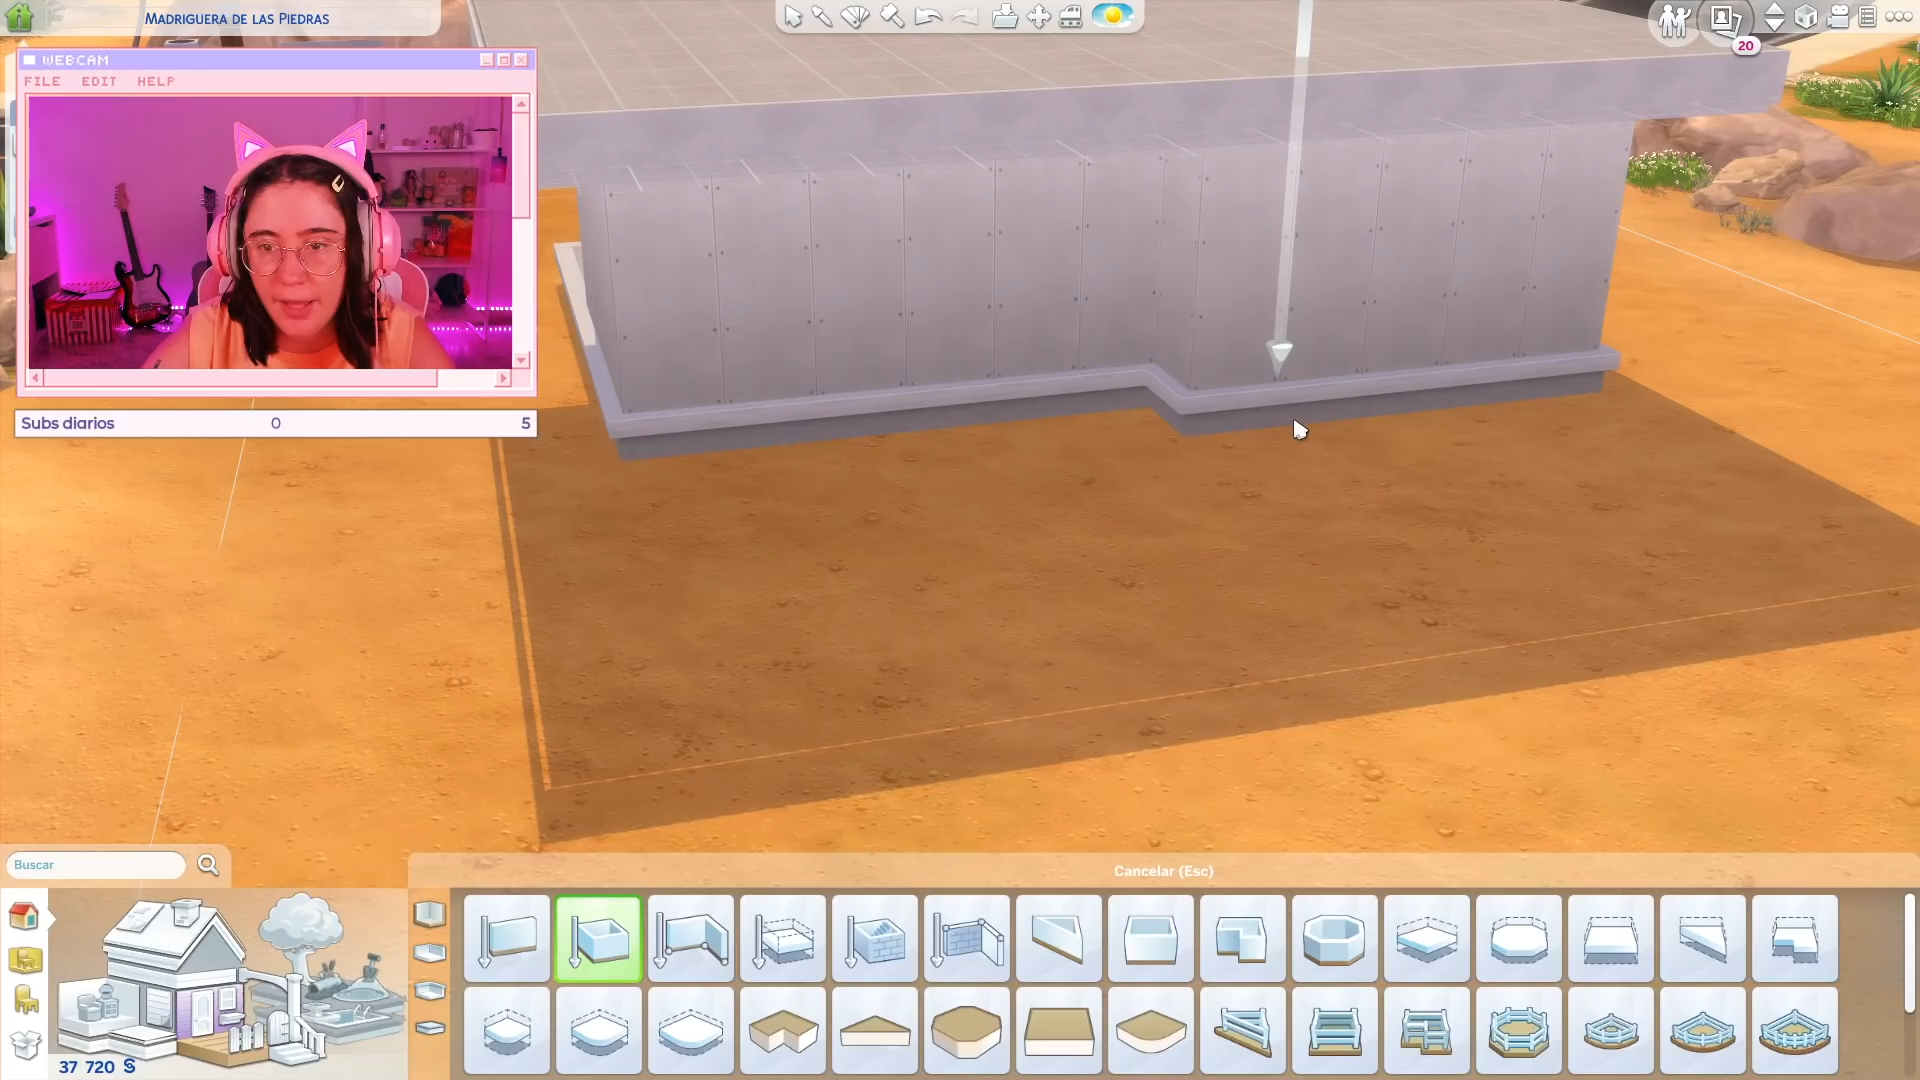 Madriguera de las Piedras
20
WEBCAM
FILE EDIT HELP
Subs diarios 0 5
Buscar
Cancelar (Esc)
37 720 §